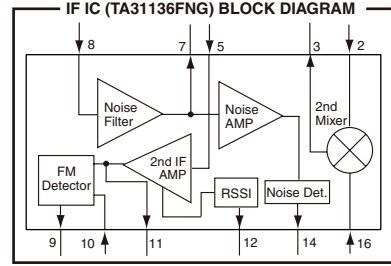 IF IC (TA31136FNG) BLOCK DIAGRAM
8 7 5 3 2
Noise
Filter
Noise
AMP
2nd
Mixer
2nd IF
AMP
FM
Detector
RSSI
Noise Det.
9 10 11 12 14 16